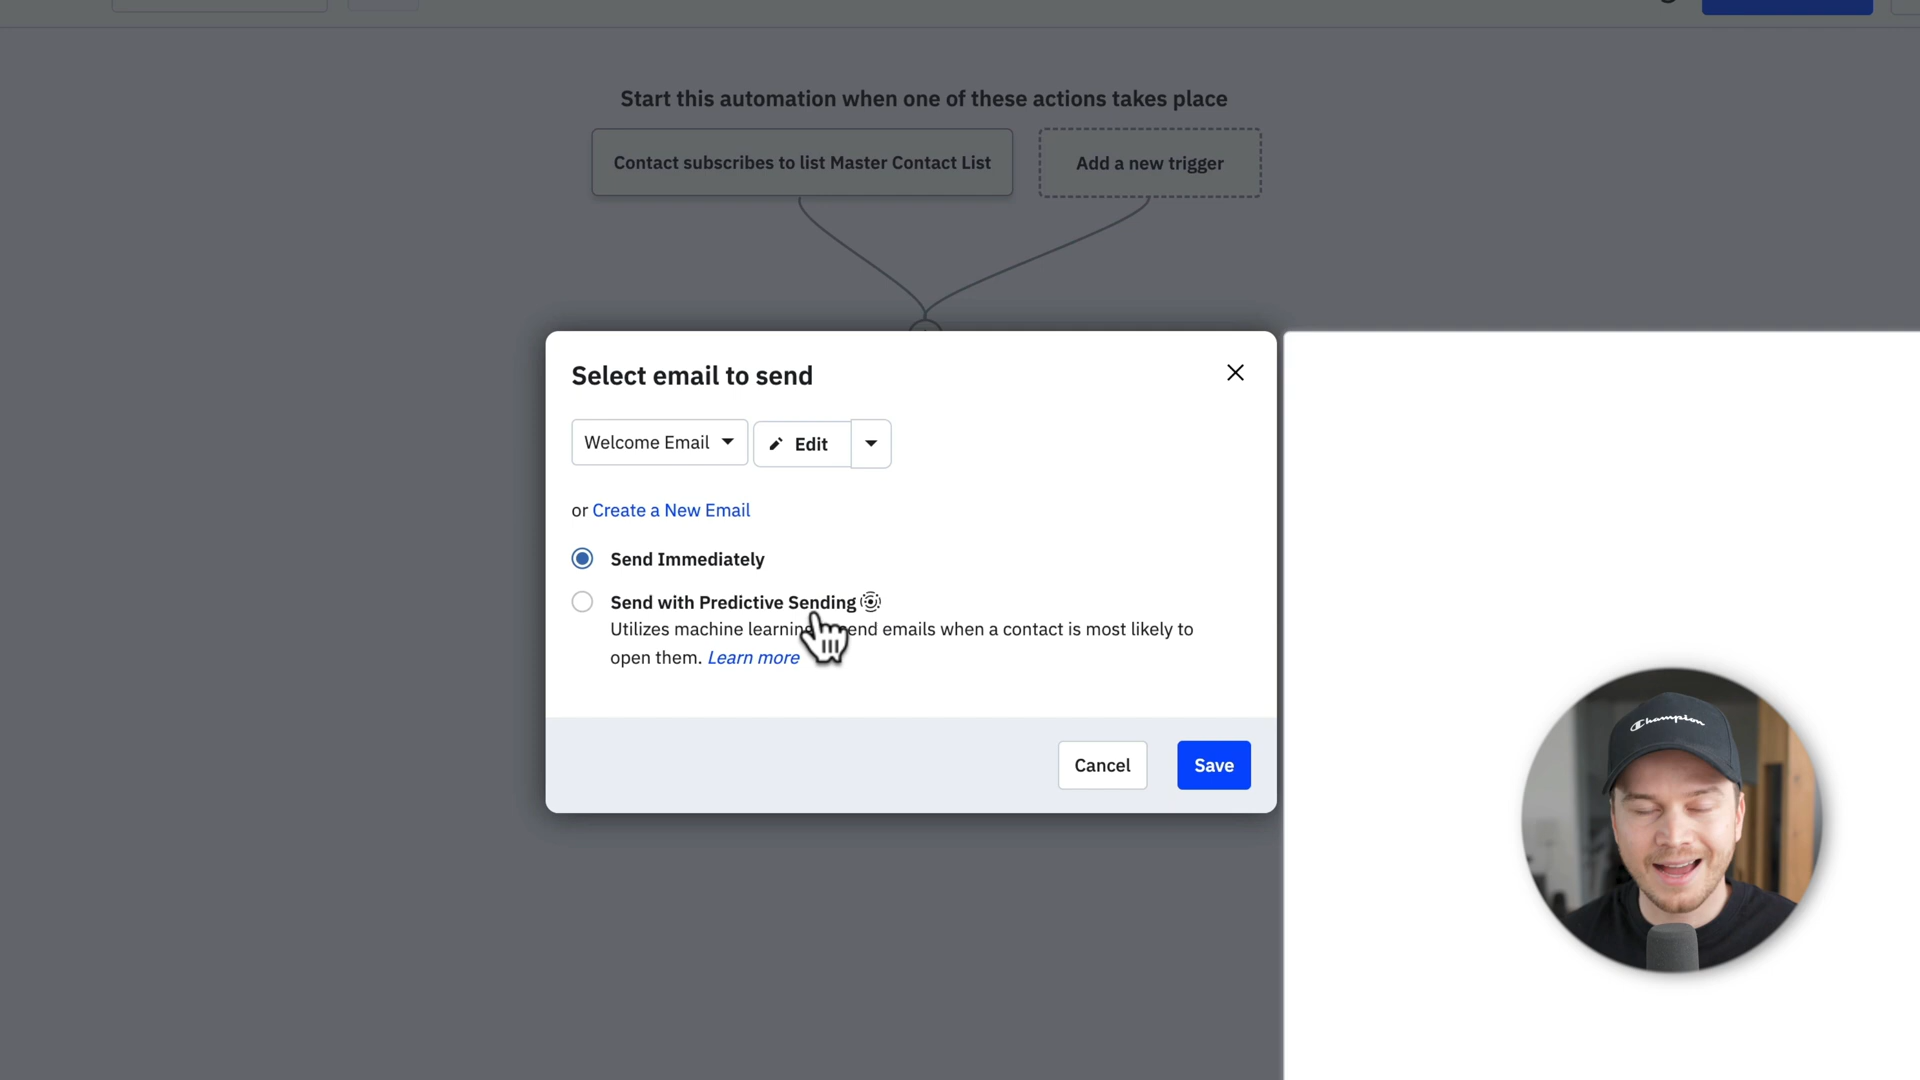 Start this automation when one of these actions takes place
Contact subscribes to list Master Contact List
Add a new trigger
Select email to send
Welcome Email
Edit
or Create a New Email
Send Immediately
Send with Predictive Sending
Utilizes machine learning end emails when a contact is most likely to
open them. Learn more
Cancel
Save
Champion